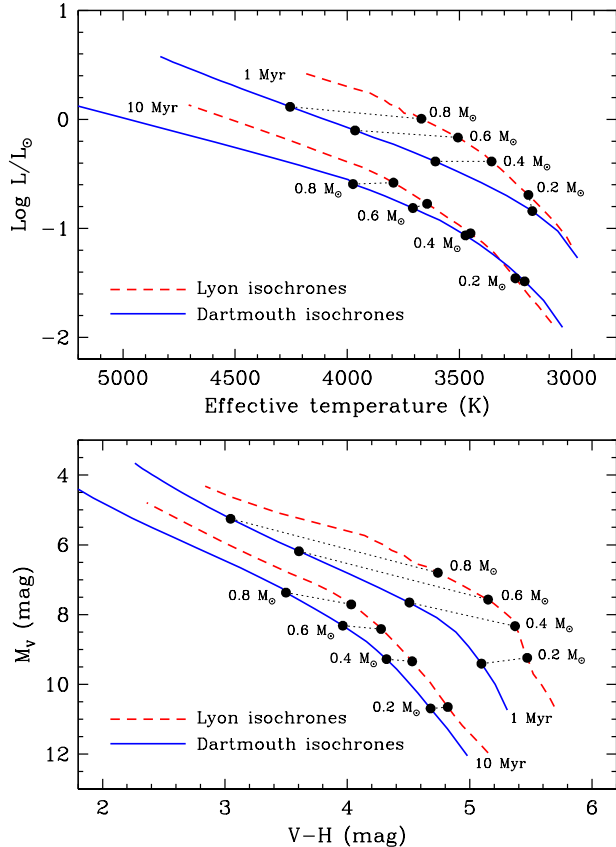 1
0
−1
−2
Log L/L⊙
1 Myr
10 Myr
0.8 M⊙
0.6 M⊙
0.4 M⊙
0.2 M⊙
0.8 M⊙
0.6 M⊙
0.4 M⊙
0.2 M⊙
Lyon isochrones
Dartmouth isochrones
5000 4500 4000 3500 3000
Effective temperature (K)
4
6
8
10
12
M_V (mag)
0.8 M⊙
0.6 M⊙
0.4 M⊙
0.2 M⊙
0.8 M⊙
0.6 M⊙
0.4 M⊙
0.2 M⊙
1 Myr
10 Myr
Lyon isochrones
Dartmouth isochrones
2 3 4 5 6
V−H (mag)